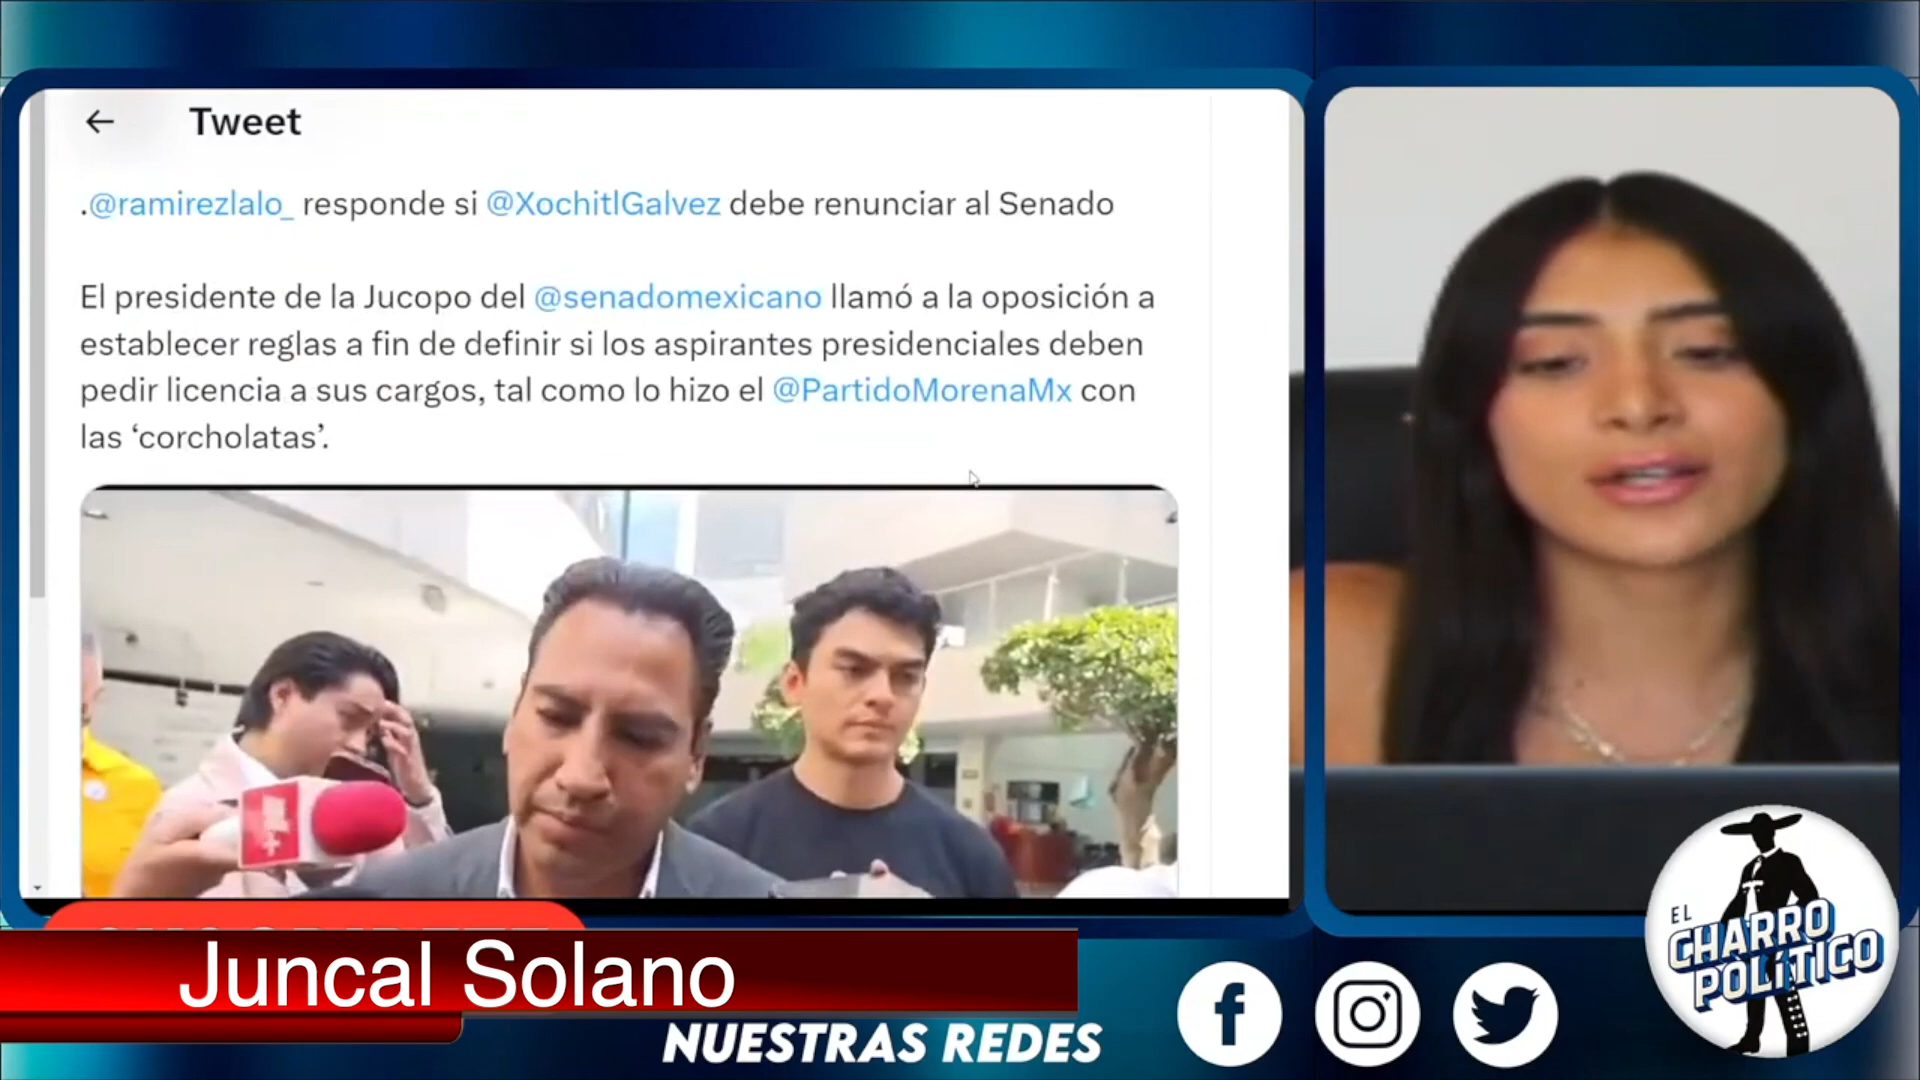 Tweet
.@ramirezlalo_ responde si @XochitlGalvez debe renunciar al Senado
El presidente de la Jucopo del @senadomexicano llamó a la oposición a
establecer reglas a fin de definir si los aspirantes presidenciales deben
pedir licencia a sus cargos, tal como lo hizo el @PartidoMorenaMx con
las ‘corcholatas’.
Juncal Solano
NUESTRAS REDES
EL
CHARRO
POLÍTICO